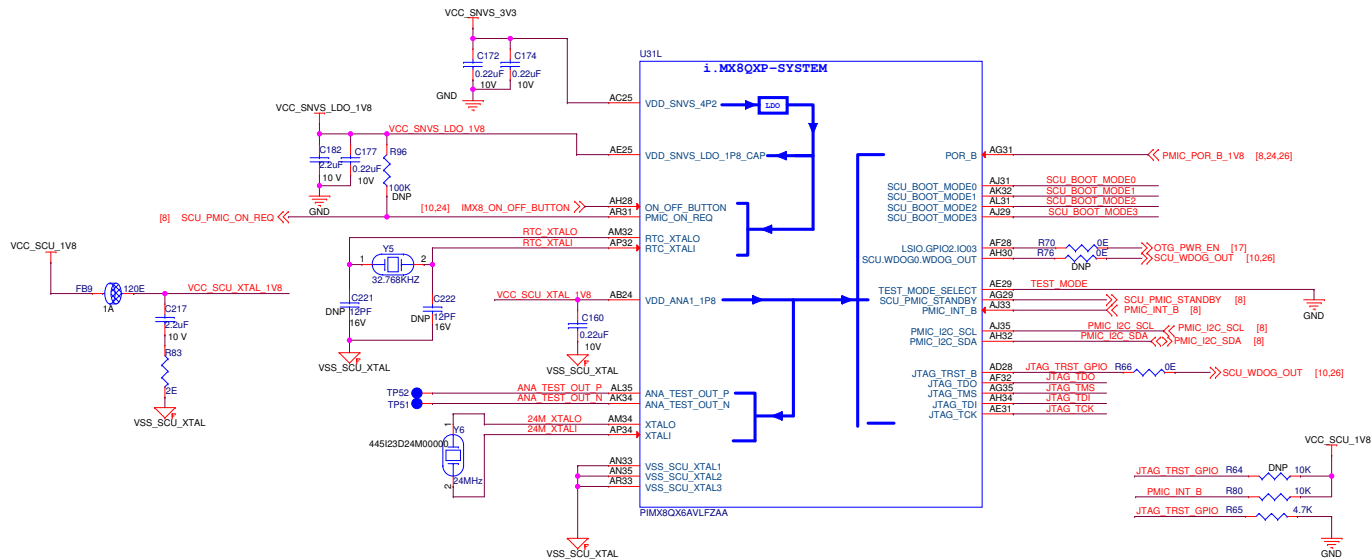 VCC_SNVS_3V3
C172
0.22uF
10V
C174
0.22uF
10V
GND
VCC_SNVS_LDO_1V8
VCC_SNVS_LDO_1V8
C182
2.2uF
10 V
C177
0.22uF
10V
R96
100K
DNP
GND
[8] SCU_PMIC_ON_REQ
[10,24] IMX8_ON_OFF_BUTTON
RTC_XTALO
RTC_XTALI
Y5
1
2
32.768KHZ
C221
DNP 12PF
16V
C222
12PF
DNP
16V
VSS_SCU_XTAL
VCC_SCU_1V8
FB9
120E
1A
VCC_SCU_XTAL_1V8
C217
2.2uF
10 V
R83
2E
VSS_SCU_XTAL
VCC_SCU_XTAL_1V8
C160
0.22uF
10V
VSS_SCU_XTAL
TP52
TP51
ANA_TEST_OUT_P
ANA_TEST_OUT_N
24M_XTALO
24M_XTALI
1
Y6
445I23D24M00000
2
24MHz
VSS_SCU_XTAL
U31L
i.MX8QXP-SYSTEM
AC25 VDD_SNVS_4P2
LDO
AE25 VDD_SNVS_LDO_1P8_CAP
AH28 ON_OFF_BUTTON
AR31 PMIC_ON_REQ
AM32 RTC_XTALO
AP32 RTC_XTALI
AB24 VDD_ANA1_1P8
AL35 ANA_TEST_OUT_P
AK34 ANA_TEST_OUT_N
AM34 XTALO
AP34 XTALI
AN33 VSS_SCU_XTAL1
AN35 VSS_SCU_XTAL2
AR33 VSS_SCU_XTAL3
PIMX8QX6AVLFZAA
POR_B AG31 PMIC_POR_B_1V8 [8,24,26]
SCU_BOOT_MODE0 AJ31 SCU_BOOT_MODE0
SCU_BOOT_MODE1 AK32 SCU_BOOT_MODE1
SCU_BOOT_MODE2 AL31 SCU_BOOT_MODE2
SCU_BOOT_MODE3 AJ29 SCU_BOOT_MODE3
LSIO.GPIO2.IO03 AF28 R70 0E OTG_PWR_EN [17]
SCU.WDOG0.WDOG_OUT AH30 R76 0E SCU_WDOG_OUT [10,26]
DNP
TEST_MODE_SELECT AE29 TEST_MODE
GND
SCU_PMIC_STANDBY AG29 SCU_PMIC_STANDBY [8]
PMIC_INT_B AJ33 PMIC_INT_B [8]
PMIC_I2C_SCL AJ35 PMIC_I2C_SCL PMIC_I2C_SCL [8]
PMIC_I2C_SDA AH32 PMIC_I2C_SDA PMIC_I2C_SDA [8]
JTAG_TRST_B AD28 JTAG_TRST_GPIO R66 0E SCU_WDOG_OUT [10,26]
JTAG_TDO AF32 JTAG_TDO
JTAG_TMS AG35 JTAG_TMS
JTAG_TDI AH34 JTAG_TDI
JTAG_TCK AE31 JTAG_TCK
VCC_SCU_1V8
JTAG_TRST_GPIO R64 DNP 10K
PMIC_INT_B R80 10K
JTAG_TRST_GPIO R65 4.7K
GND